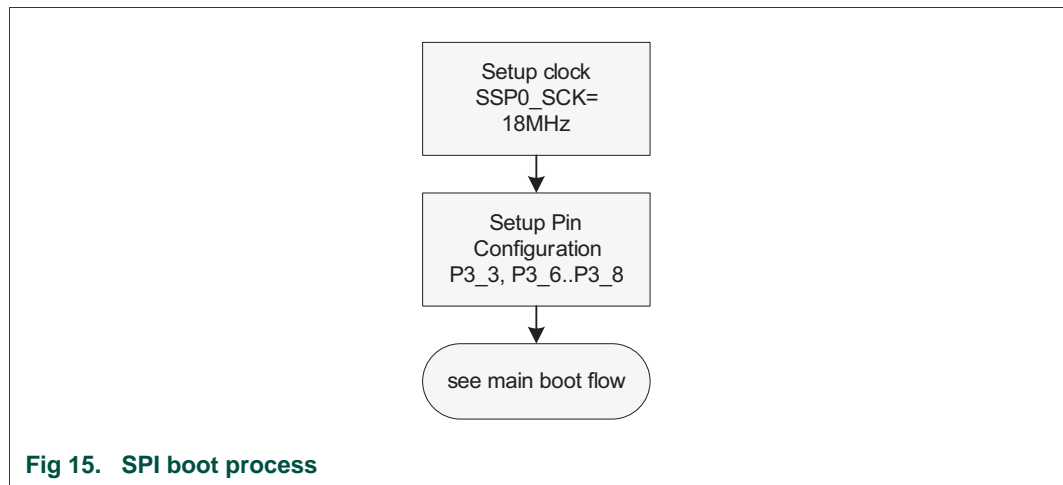 Setup clock
SSP0_SCK=
18MHz
Setup Pin
Configuration
P3_3, P3_6..P3_8
see main boot flow
Fig 15. SPI boot process